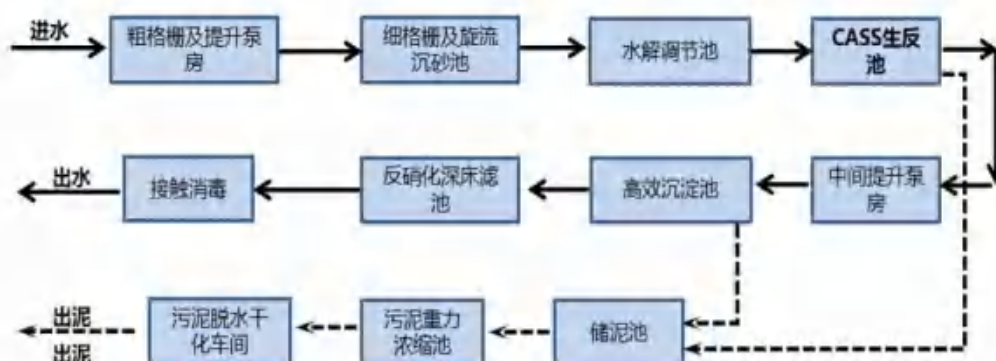 进水
粗格栅及提升泵
房
细格栅及旋流
沉砂池
水解调节池
CASS生反
池
出水
接触消毒
反硝化深床滤
池
高效沉淀池
中间提升泵
房
出泥
出泥
污泥脱水干
化车间
污泥重力
浓缩池
储泥池